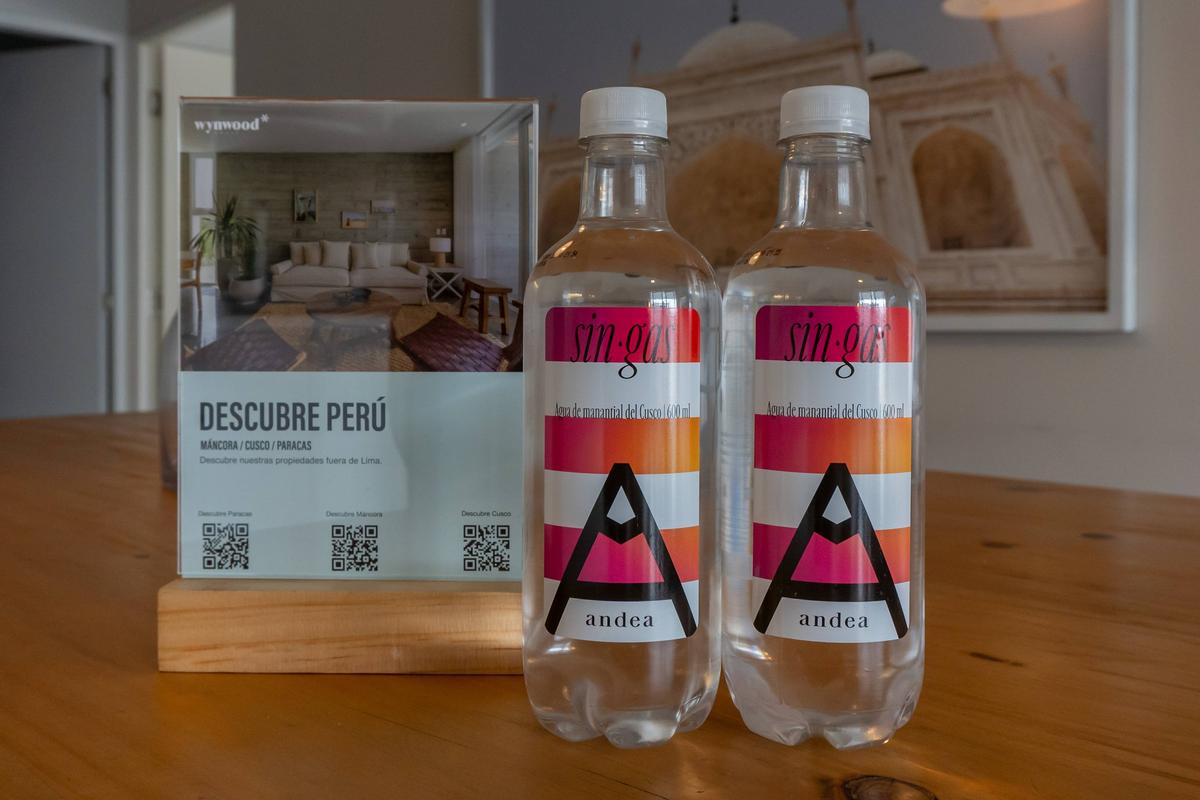 wynwood*
DESCUBRE PERÚ
MÁNCORA / CUSCO / PARACAS
Descubre nuestras propiedades fuera de Lima.
Descubre Paracas
Descubre Máncora
Descubre Cusco
sin·gas
Agua de manantial del Cusco | 600 ml
A
andea
sin·gas
Agua de manantial del Cusco | 600 ml
A
andea